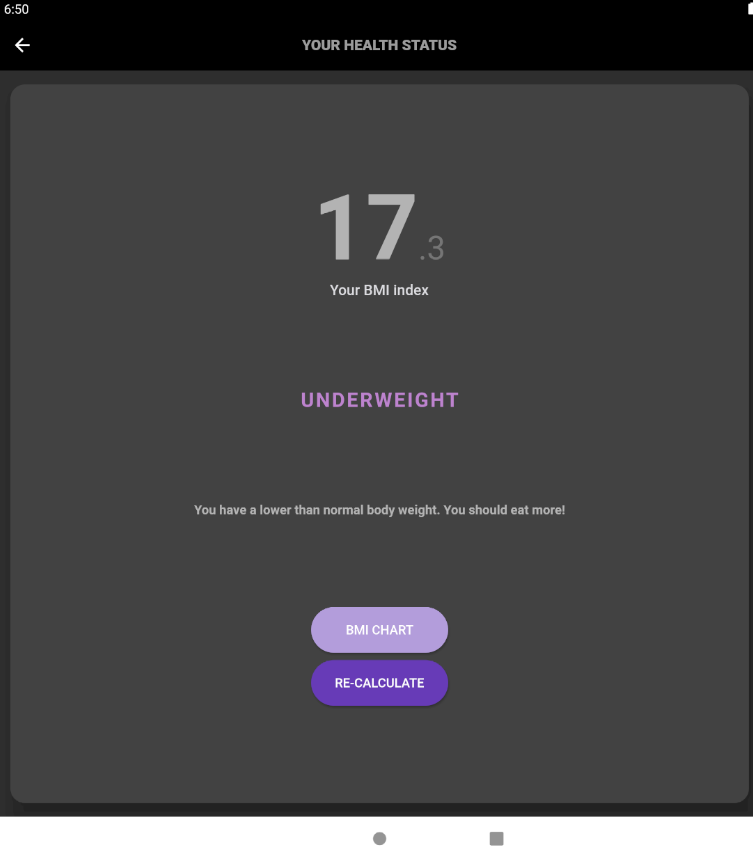 6:50
YOUR HEALTH STATUS
17.3
Your BMI index
UNDERWEIGHT
You have a lower than normal body weight. You should eat more!
BMI CHART
RE-CALCULATE